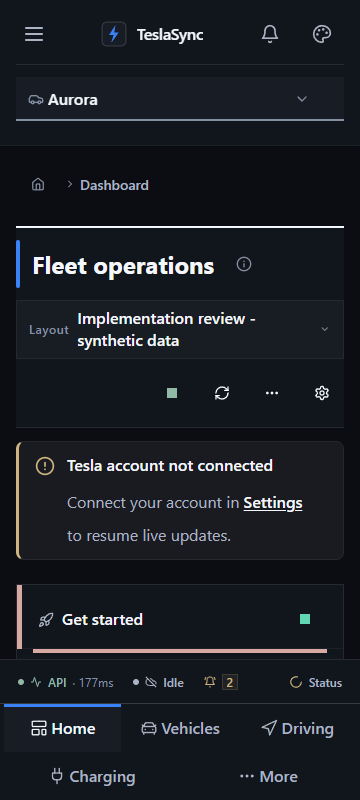 TeslaSync
Aurora
Dashboard
Fleet operations
Layout
Implementation review -
synthetic data
Tesla account not connected
Connect your account in Settings
to resume live updates.
Get started
API · 177ms
Idle
2
Status
Home
Vehicles
Driving
Charging
More